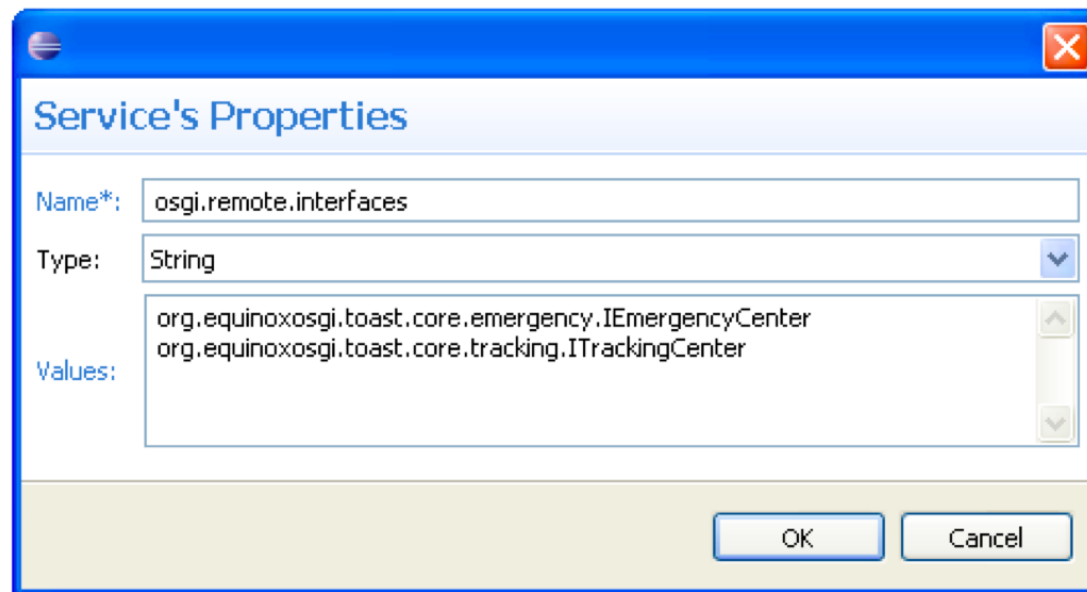 Service's Properties
Name*: osgi.remote.interfaces
Type: String
Values: org.equinoxosgi.toast.core.emergency.IEmergencyCenter
org.equinoxosgi.toast.core.tracking.ITrackingCenter
OK Cancel